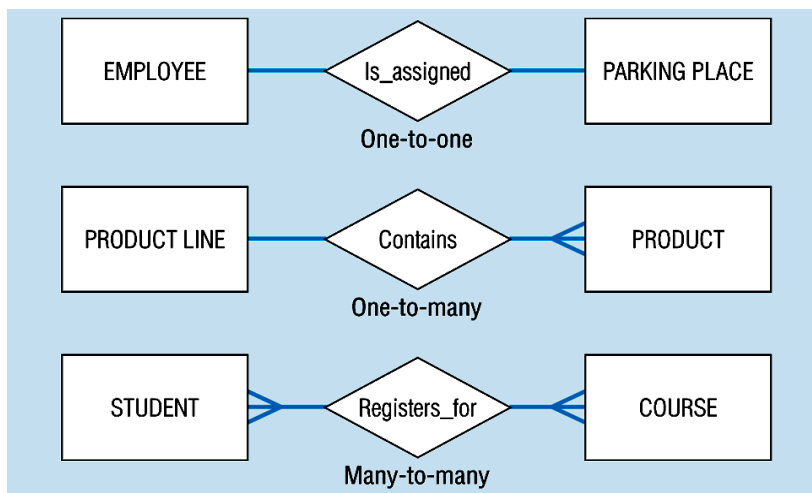 EMPLOYEE
Is_assigned
PARKING PLACE
One-to-one
PRODUCT LINE
Contains
PRODUCT
One-to-many
STUDENT
Registers_for
COURSE
Many-to-many